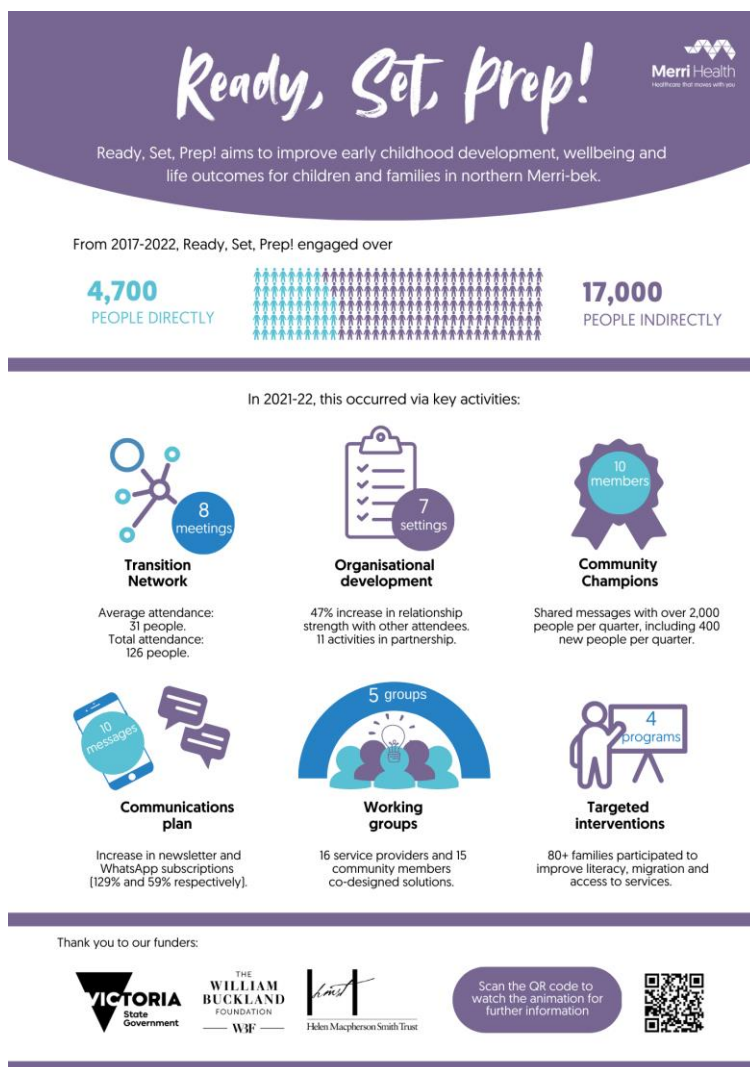 Ready, Set, Prep!
Merri Health
Healthcare that moves with you
Ready, Set, Prep! aims to improve early childhood development, wellbeing and
life outcomes for children and families in northern Merri-bek.
From 2017-2022, Ready, Set, Prep! engaged over
4,700
PEOPLE DIRECTLY
17,000
PEOPLE INDIRECTLY
In 2021-22, this occurred via key activities:
8
meetings
Transition
Network
Average attendance:
31 people.
Total attendance:
126 people.
7
settings
Organisational
development
47% increase in relationship
strength with other attendees.
11 activities in partnership.
10
members
Community
Champions
Shared messages with over 2,000
people per quarter, including 400
new people per quarter.
10
messages
Communications
plan
Increase in newsletter and
WhatsApp subscriptions
(129% and 59% respectively).
5 groups
Working
groups
16 service providers and 15
community members
co-designed solutions.
4
programs
Targeted
interventions
80+ families participated to
improve literacy, migration and
access to services.
Thank you to our funders:
VICTORIA
State
Government
THE
WILLIAM
BUCKLAND
FOUNDATION
WBF
hmst
Helen Macpherson Smith Trust
Scan the QR code to
watch the animation for
further information